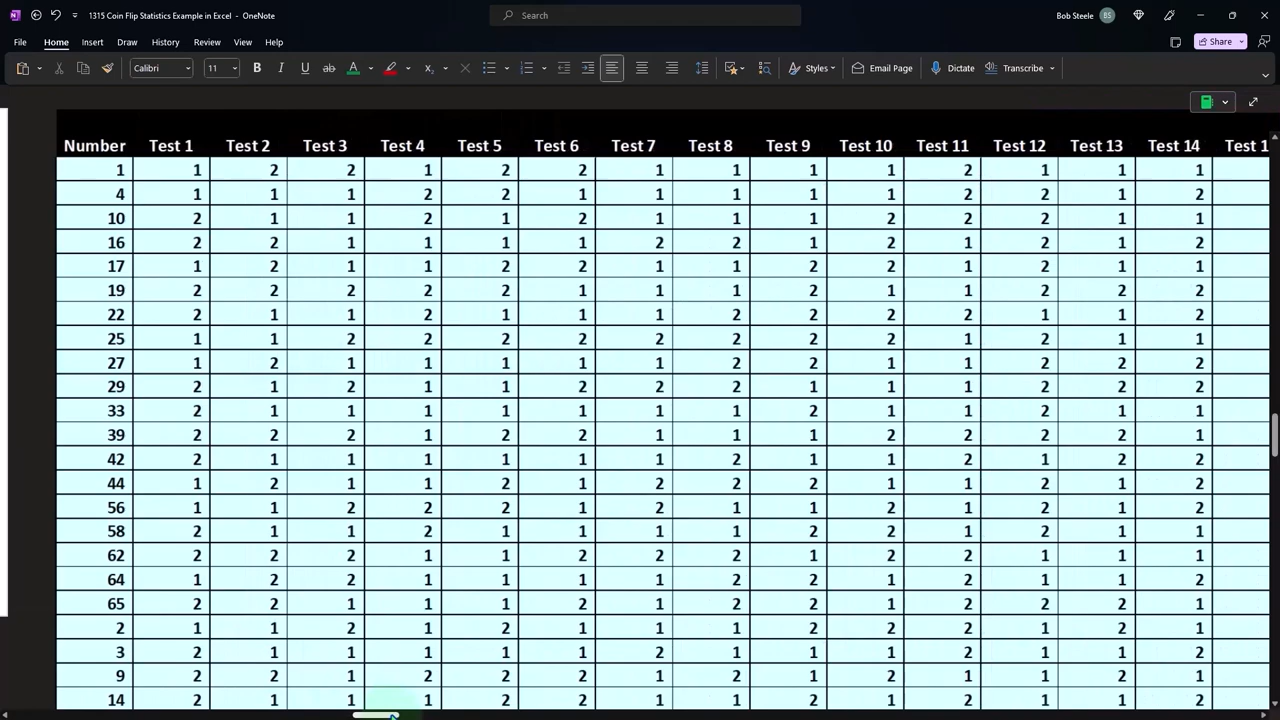 1315 Coin Flip Statistics Example in Excel - OneNote
Search
Bob Steele BS
File Home Insert Draw History Review View Help
Share
Calibri 11 B I U ab A x Styles Email Page Dictate Transcribe
Number Test 1 Test 2 Test 3 Test 4 Test 5 Test 6 Test 7 Test 8 Test 9 Test 10 Test 11 Test 12 Test 13 Test 14 Test 1
1 1 2 2 1 2 2 1 1 1 1 2 1 1 1
4 1 1 1 2 2 1 1 1 1 1 2 2 1 2
10 2 1 1 2 1 2 1 1 1 2 2 2 1 1
16 2 2 1 1 1 1 2 2 1 2 1 2 1 2
17 1 2 1 1 2 2 1 1 2 2 1 2 1 1
19 2 2 2 2 2 1 1 1 2 1 1 2 2 2
22 2 1 1 2 1 1 1 2 2 2 2 1 1 2
25 1 1 2 2 2 2 2 2 2 2 1 2 1 1
27 1 2 1 1 1 1 1 2 2 1 1 2 2 2
29 2 1 2 1 1 2 2 2 1 1 1 2 2 2
33 2 1 1 1 1 1 1 1 2 1 1 2 1 1
39 2 2 2 1 2 2 1 1 1 2 2 2 2 1
42 2 1 1 1 1 1 1 2 1 1 2 1 2 2
44 1 2 1 1 2 1 2 2 2 1 1 2 1 2
56 1 1 2 2 2 1 2 1 1 2 1 2 1 2
58 2 1 1 2 1 1 1 1 2 2 1 2 1 1
62 2 2 2 1 1 2 2 2 1 2 2 1 1 1
64 1 2 2 1 1 1 1 2 2 1 2 1 1 2
65 2 2 1 1 1 2 1 2 2 1 2 2 2 1
2 1 1 2 1 2 1 1 1 2 2 2 1 2 1
3 2 1 1 1 1 1 2 1 1 1 2 1 1 2
9 2 2 1 2 2 2 1 2 1 2 1 1 2 1
14 2 1 1 1 2 2 1 1 2 1 2 1 1 2